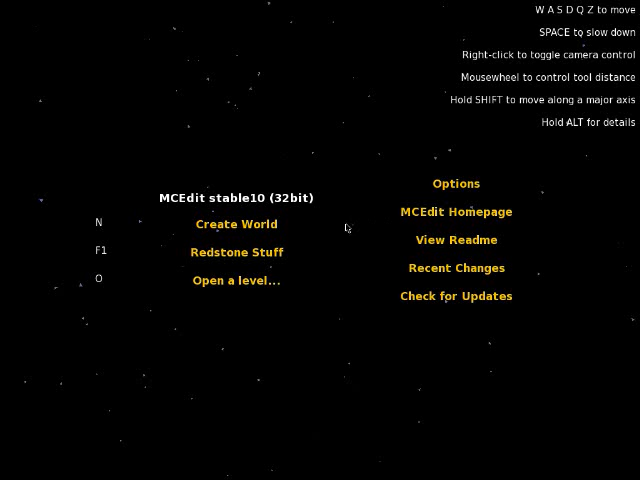 W A S D Q Z to move
SPACE to slow down
Right-click to toggle camera control
Mousewheel to control tool distance
Hold SHIFT to move along a major axis
Hold ALT for details
MCEdit stable10 (32bit)
N Create World
F1 Redstone Stuff
O Open a level...
Options
MCEdit Homepage
View Readme
Recent Changes
Check for Updates